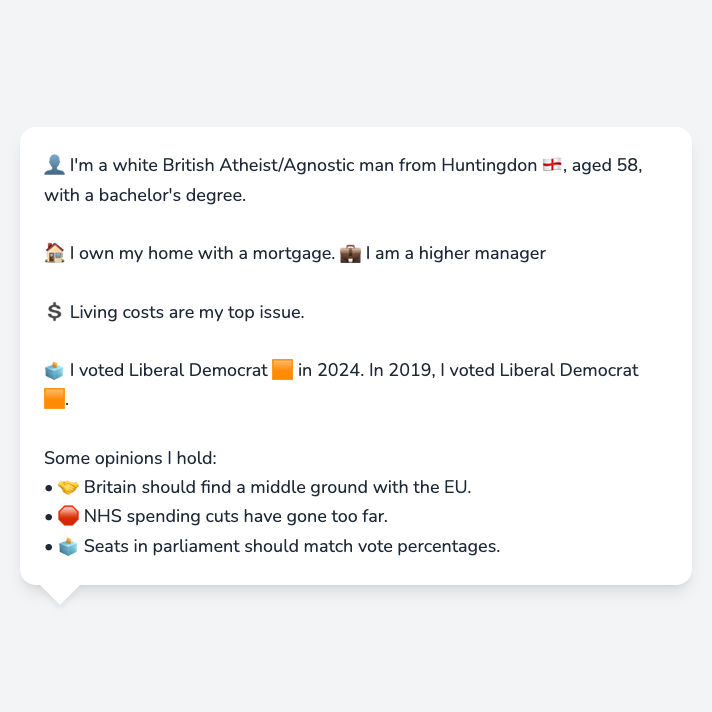 👤 I'm a white British Atheist/Agnostic man from Huntingdon 🏴󠁧󠁢󠁥󠁮󠁧󠁿, aged 58,
with a bachelor's degree.
🏠 I own my home with a mortgage. 💼 I am a higher manager
💲 Living costs are my top issue.
🗳️ I voted Liberal Democrat 🟧 in 2024. In 2019, I voted Liberal Democrat
🟧.
Some opinions I hold:
• 🤝 Britain should find a middle ground with the EU.
• 🛑 NHS spending cuts have gone too far.
• 🗳️ Seats in parliament should match vote percentages.